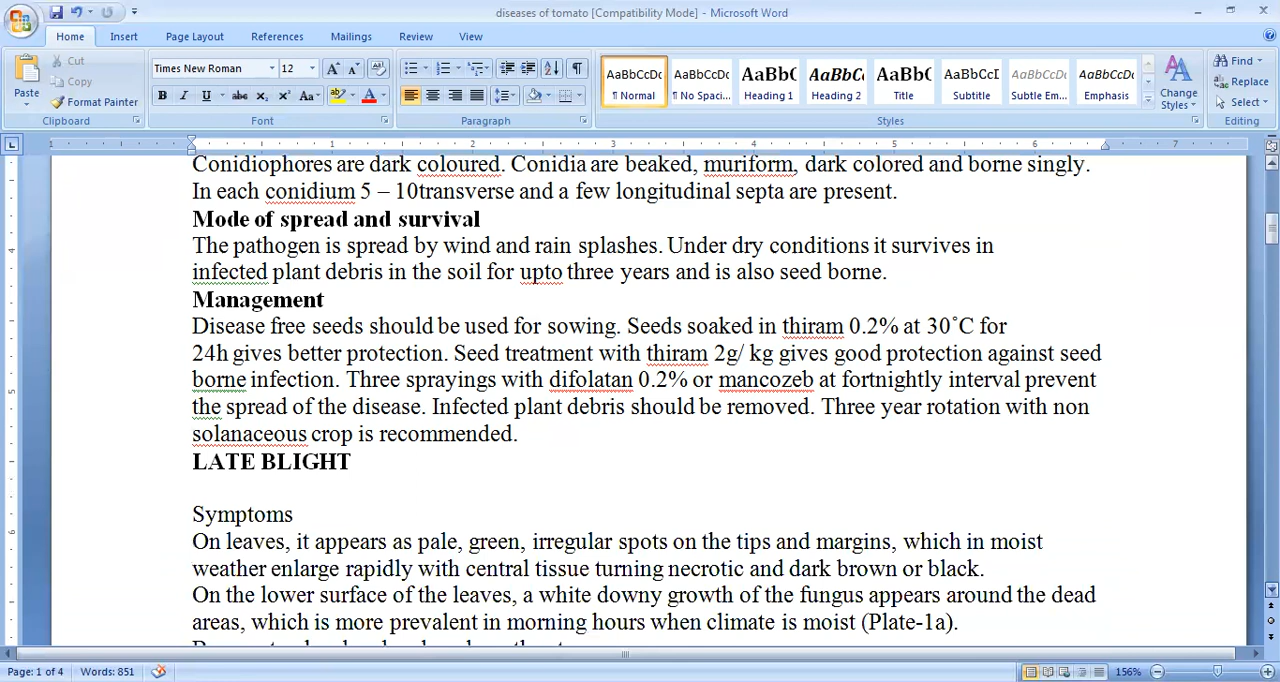 diseases of tomato [Compatibility Mode] - Microsoft Word
Home Insert Page Layout References Mailings Review View
Paste
Cut
Copy
Format Painter
Clipboard
Times New Roman 12
Font
Paragraph
AaBbCcDc AaBbCcDc AaBbC AaBbCc AaBbC AaBbCcI AaBbCcDc AaBbCcDc
¶ Normal ¶ No Spaci... Heading 1 Heading 2 Title Subtitle Subtle Em... Emphasis
Styles
Change Styles
Find
Replace
Select
Editing
1 1 2 3 4 5 6 7
Conidiophores are dark coloured. Conidia are beaked, muriform, dark colored and borne singly.
In each conidium 5 – 10transverse and a few longitudinal septa are present.
Mode of spread and survival
The pathogen is spread by wind and rain splashes. Under dry conditions it survives in
infected plant debris in the soil for upto three years and is also seed borne.
Management
Disease free seeds should be used for sowing. Seeds soaked in thiram 0.2% at 30˚C for
24h gives better protection. Seed treatment with thiram 2g/ kg gives good protection against seed
borne infection. Three sprayings with difolatan 0.2% or mancozeb at fortnightly interval prevent
the spread of the disease. Infected plant debris should be removed. Three year rotation with non
solanaceous crop is recommended.
LATE BLIGHT
Symptoms
On leaves, it appears as pale, green, irregular spots on the tips and margins, which in moist
weather enlarge rapidly with central tissue turning necrotic and dark brown or black.
On the lower surface of the leaves, a white downy growth of the fungus appears around the dead
areas, which is more prevalent in morning hours when climate is moist (Plate-1a).
Page: 1 of 4 Words: 851 156%